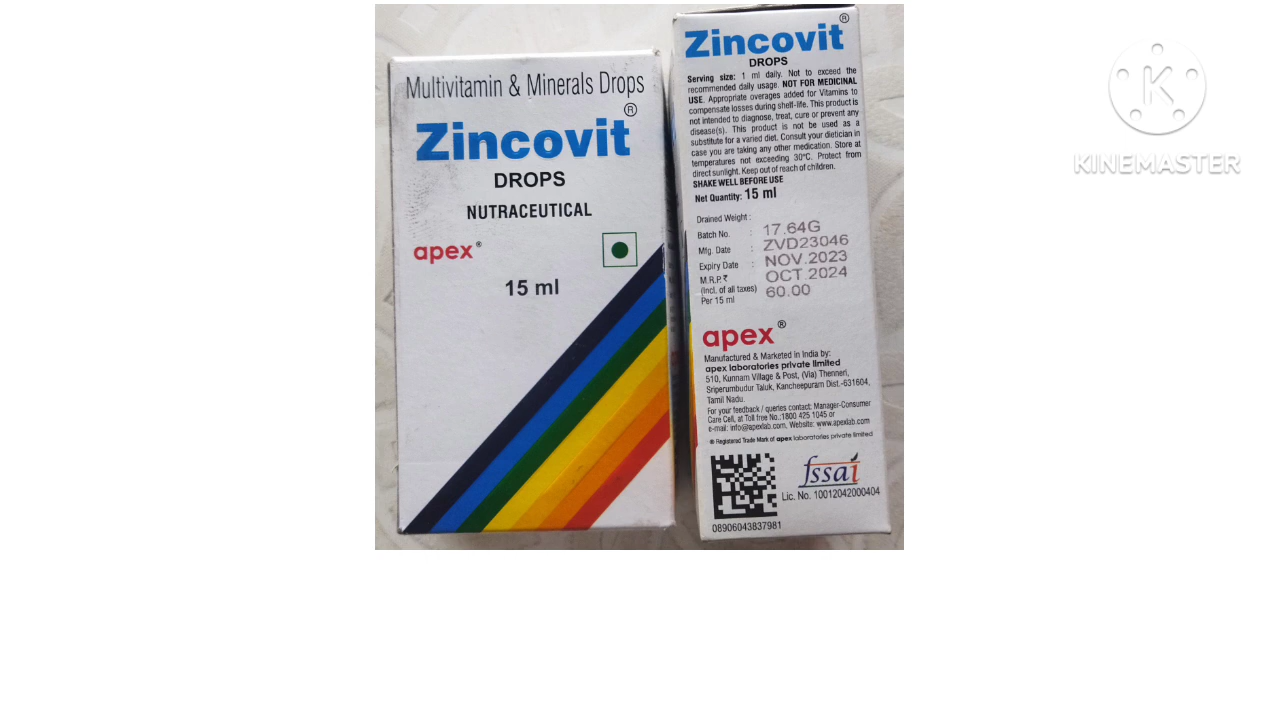 Multivitamin & Minerals Drops
Zincovit®
DROPS
NUTRACEUTICAL
apex®
15 ml
Zincovit®
DROPS
Serving size: 1 ml daily. Not to exceed the
recommended daily usage. NOT FOR MEDICINAL
USE. Appropriate overages added for Vitamins to
compensate losses during shelf-life. This product is
not intended to diagnose, treat, cure or prevent any
disease(s). This product is not be used as a
substitute for a varied diet. Consult your dietician in
case you are taking any other medication. Store at
temperatures not exceeding 30°C. Protect from
direct sunlight. Keep out of reach of children.
SHAKE WELL BEFORE USE
Net Quantity: 15 ml
Drained Weight : 17.64G
Batch No. : ZVD23046
Mfg. Date : NOV.2023
Expiry Date : OCT.2024
M.R.P.₹ 60.00
(Incl. of all taxes)
Per 15 ml
apex®
Manufactured & Marketed in India by:
apex laboratories private limited
510, Kunnam Village & Post, (Via) Thenneri,
Sriperumbudur Taluk, Kancheepuram Dist.-631604,
Tamil Nadu.
For your feedback / queries contact: Manager-Consumer
Care Cell, at Toll free No.:1800 425 1045 or
e-mail: info@apexlab.com, Website: www.apexlab.com
® Registered Trade Mark of apex laboratories private limited
fssai
Lic. No. 10012042000404
08906043837981
K
KINEMASTER